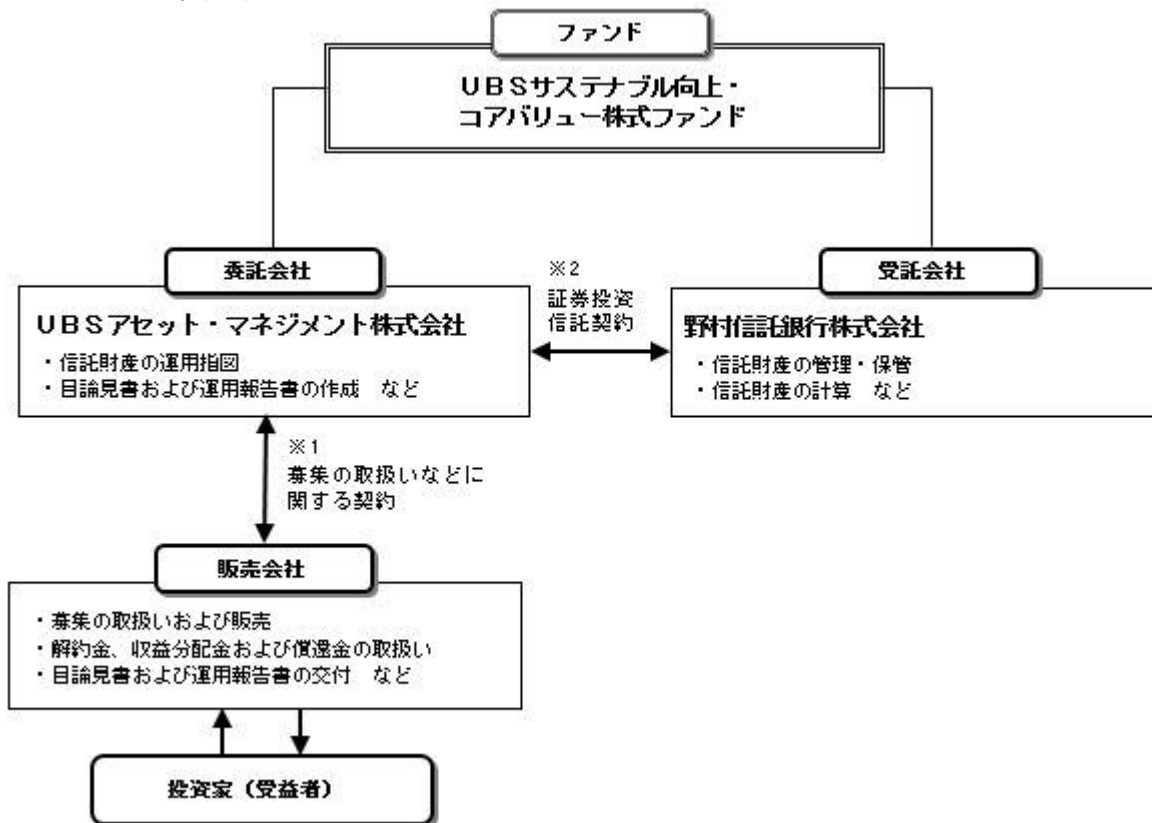 ファンド
UBSサステナブル向上・
コアバリュー株式ファンド
委託会社
UBSアセット・マネジメント株式会社
・信託財産の運用指図
・目論見書および運用報告書の作成　など
※2
証券投資
信託契約
受託会社
野村信託銀行株式会社
・信託財産の管理・保管
・信託財産の計算　など
※1
募集の取扱いなどに
関する契約
販売会社
・募集の取扱いおよび販売
・解約金、収益分配金および償還金の取扱い
・目論見書および運用報告書の交付　など
投資家（受益者）